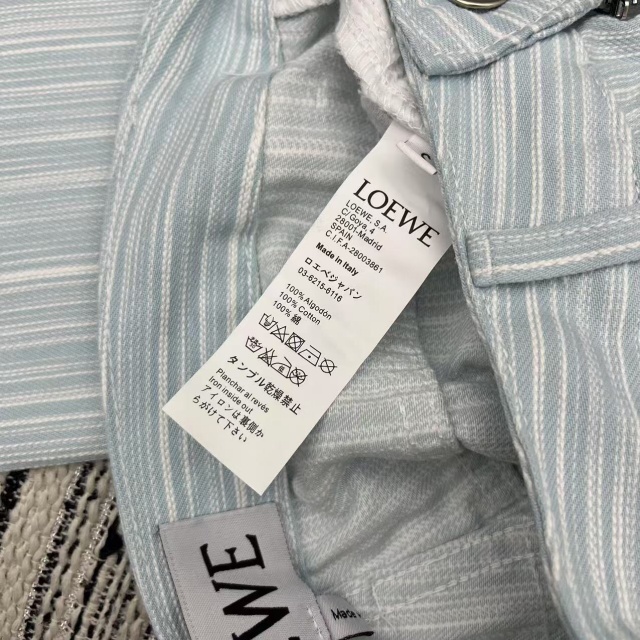 S
LOEWE
LOEWE S.A.
C/Goya, 4
28001-Madrid
SPAIN
C.I.F.A-28003861
Made in Italy
ロエベジャパン
03-6215-6116
100% Algodón
100% Cotton
100% 綿
タンブル乾燥禁止
Planchar al revés
Iron inside out
アイロンは裏側か
らがけて下さい
WE
Made